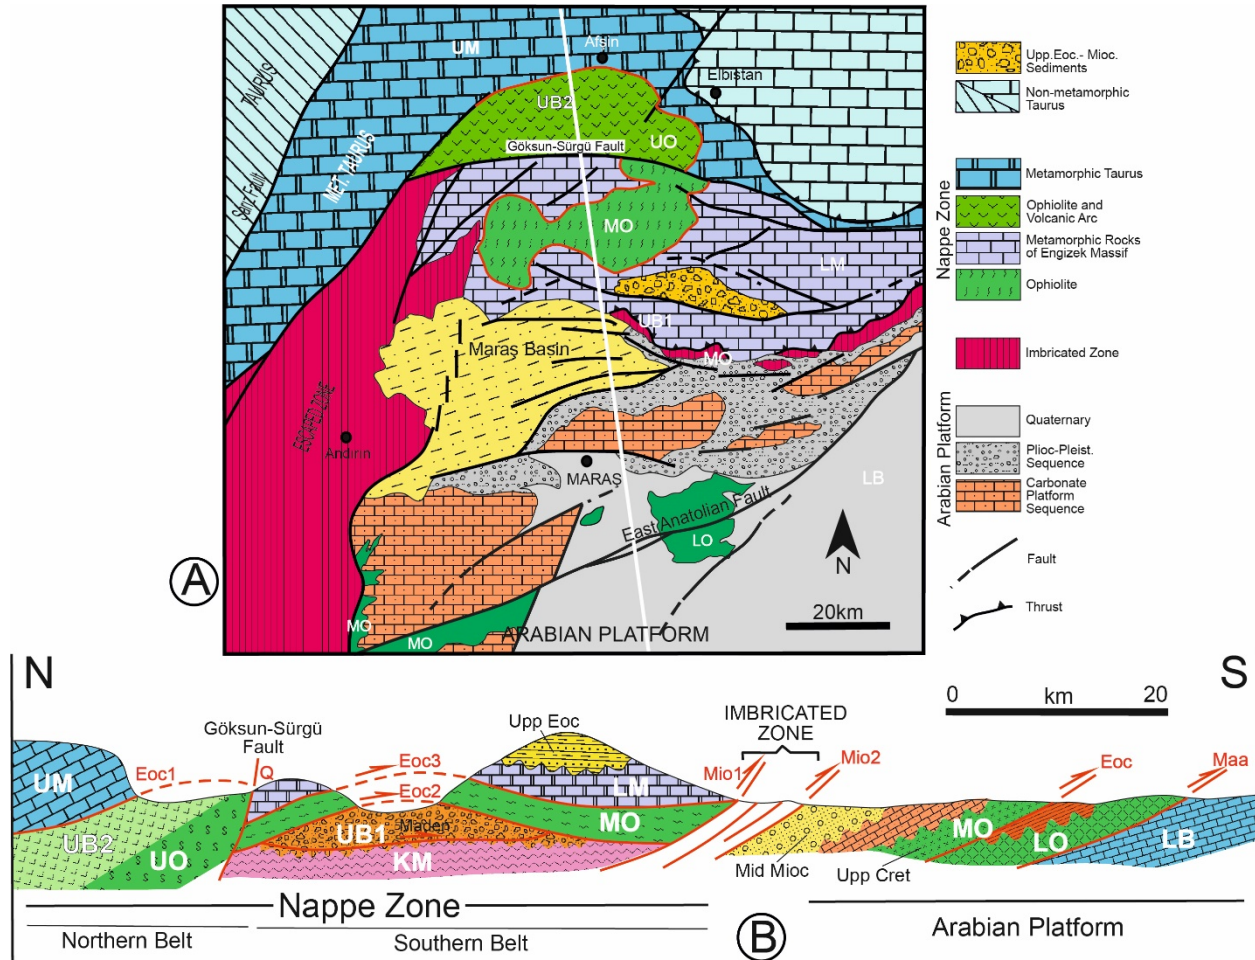 TAURUS
UM
Afşin
Elbistan
UB2
UO
Göksun-Sürgü Fault
MET. TAURUS
MO
LM
UB1
Maraş Basin
MO
Andırın
MARAŞ
LB
East Anatolian Fault
LO
A
N
20km
MO
MO
ARABIAN PLATFORM
Upp.Eoc.- Mioc.
Sediments
Non-metamorphic
Taurus
Nappe Zone
Metamorphic Taurus
Ophiolite and
Volcanic Arc
Metamorphic Rocks
of Engizek Massif
Ophiolite
Imbricated Zone
Arabian Platform
Quaternary
Plioc-Pleist.
Sequence
Carbonate
Platform
Sequence
Fault
Thrust
N
S
0 km 20
Göksun-Sürgü
Fault
Upp Eoc
IMBRICATED
ZONE
Eoc1
Q
Eoc3
Eoc2
Mio1
Mio2
Eoc
Maa
UM
UB2
UO
UB1
Maden
KM
LM
MO
MO
LO
LB
Mid Mioc
Upp Cret
Nappe Zone
Northern Belt
Southern Belt
B
Arabian Platform